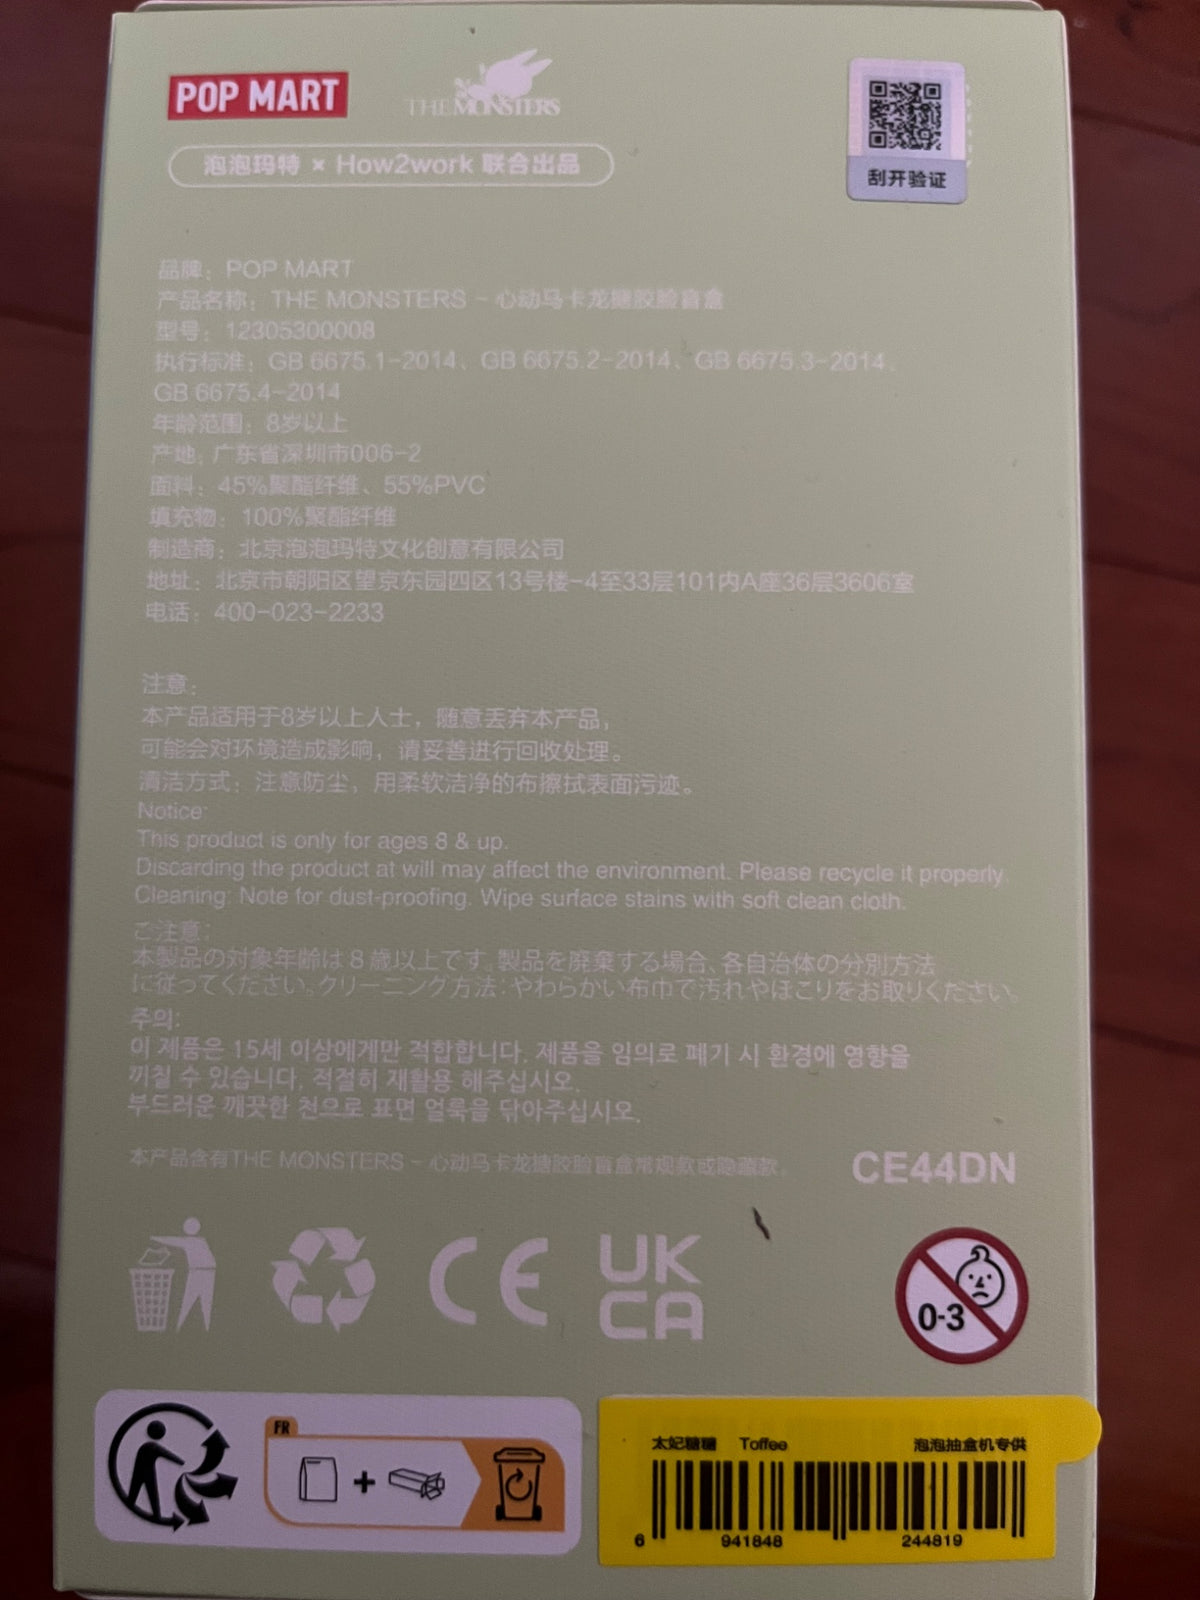 POP MART
THE MONSTERS
泡泡玛特 × How2work 联合出品
刮开验证
品牌：POP MART
产品名称：THE MONSTERS - 心动马卡龙搪胶脸盲盒
型号：12305300008
执行标准：GB 6675.1-2014、GB 6675.2-2014、GB 6675.3-2014、
GB 6675.4-2014
年龄范围：8岁以上
产地：广东省深圳市006-2
面料：45%聚酯纤维、55%PVC
填充物：100%聚酯纤维
制造商：北京泡泡玛特文化创意有限公司
地址：北京市朝阳区望京东园四区13号楼-4至33层101内A座36层3606室
电话：400-023-2233
注意：
本产品适用于8岁以上人士，随意丢弃本产品，
可能会对环境造成影响，请妥善进行回收处理。
清洁方式：注意防尘，用柔软洁净的布擦拭表面污迹。
Notice:
This product is only for ages 8 & up.
Discarding the product at will may affect the environment. Please recycle it properly.
Cleaning: Note for dust-proofing. Wipe surface stains with soft clean cloth.
ご注意：
本製品の対象年齢は8歳以上です。製品を廃棄する場合、各自治体の分別方法
に従ってください。クリーニング方法：やわらかい布巾で汚れやほこりをお取りください。
주의:
이 제품은 15세 이상에게만 적합합니다. 제품을 임의로 폐기 시 환경에 영향을
끼칠 수 있습니다. 적절히 재활용 해주십시오.
부드러운 깨끗한 천으로 표면 얼룩을 닦아주십시오.
本产品含有THE MONSTERS - 心动马卡龙搪胶脸盲盒常规款或隐藏款。
CE44DN
CE
UK
CA
0-3
FR
太妃糖糖 Toffee 泡泡抽盒机专供
6 941848 244819